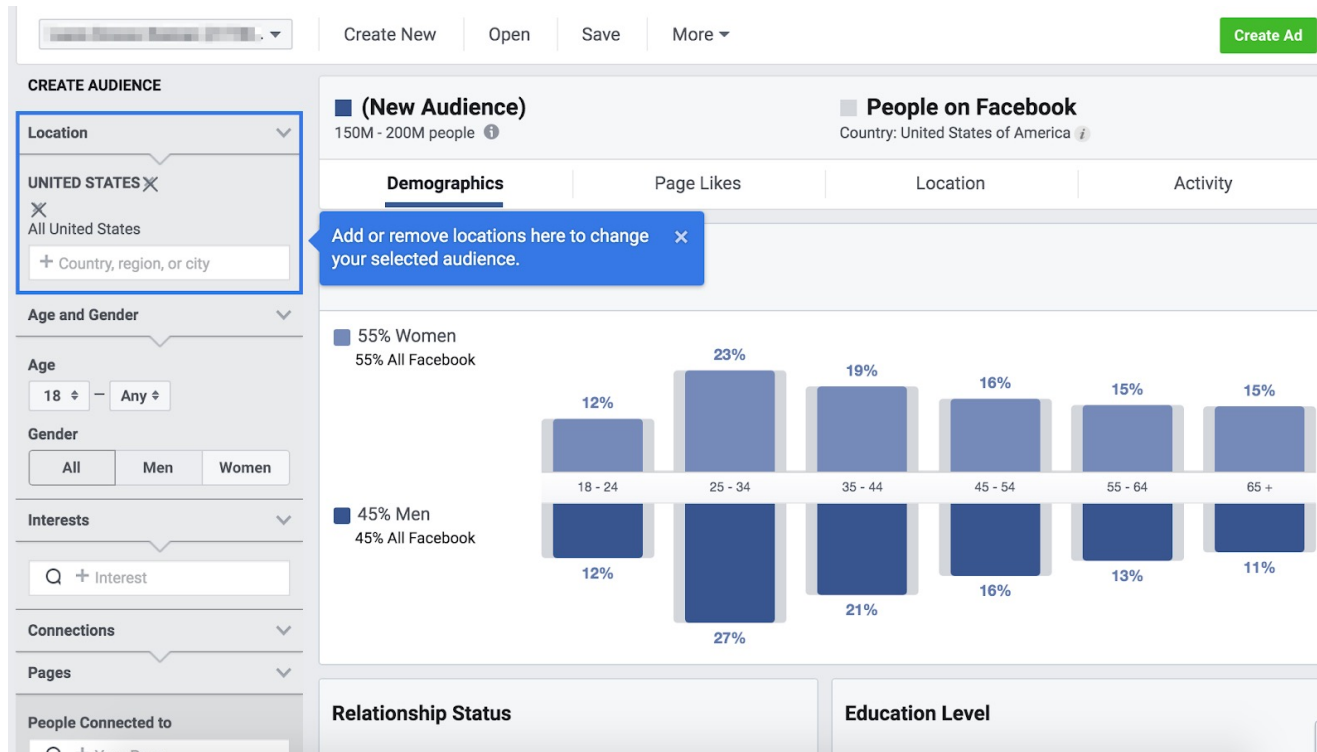 Create New
Open
Save
More
Create Ad
CREATE AUDIENCE
Location
UNITED STATES
All United States
+ Country, region, or city
Age and Gender
Age
18 – Any
Gender
All
Men
Women
Interests
+ Interest
Connections
Pages
People Connected to
(New Audience)
150M - 200M people
People on Facebook
Country: United States of America
Demographics
Page Likes
Location
Activity
Add or remove locations here to change
your selected audience.
55% Women
55% All Facebook
12%
23%
19%
16%
15%
15%
18 - 24
25 - 34
35 - 44
45 - 54
55 - 64
65 +
45% Men
45% All Facebook
12%
27%
21%
16%
13%
11%
Relationship Status
Education Level